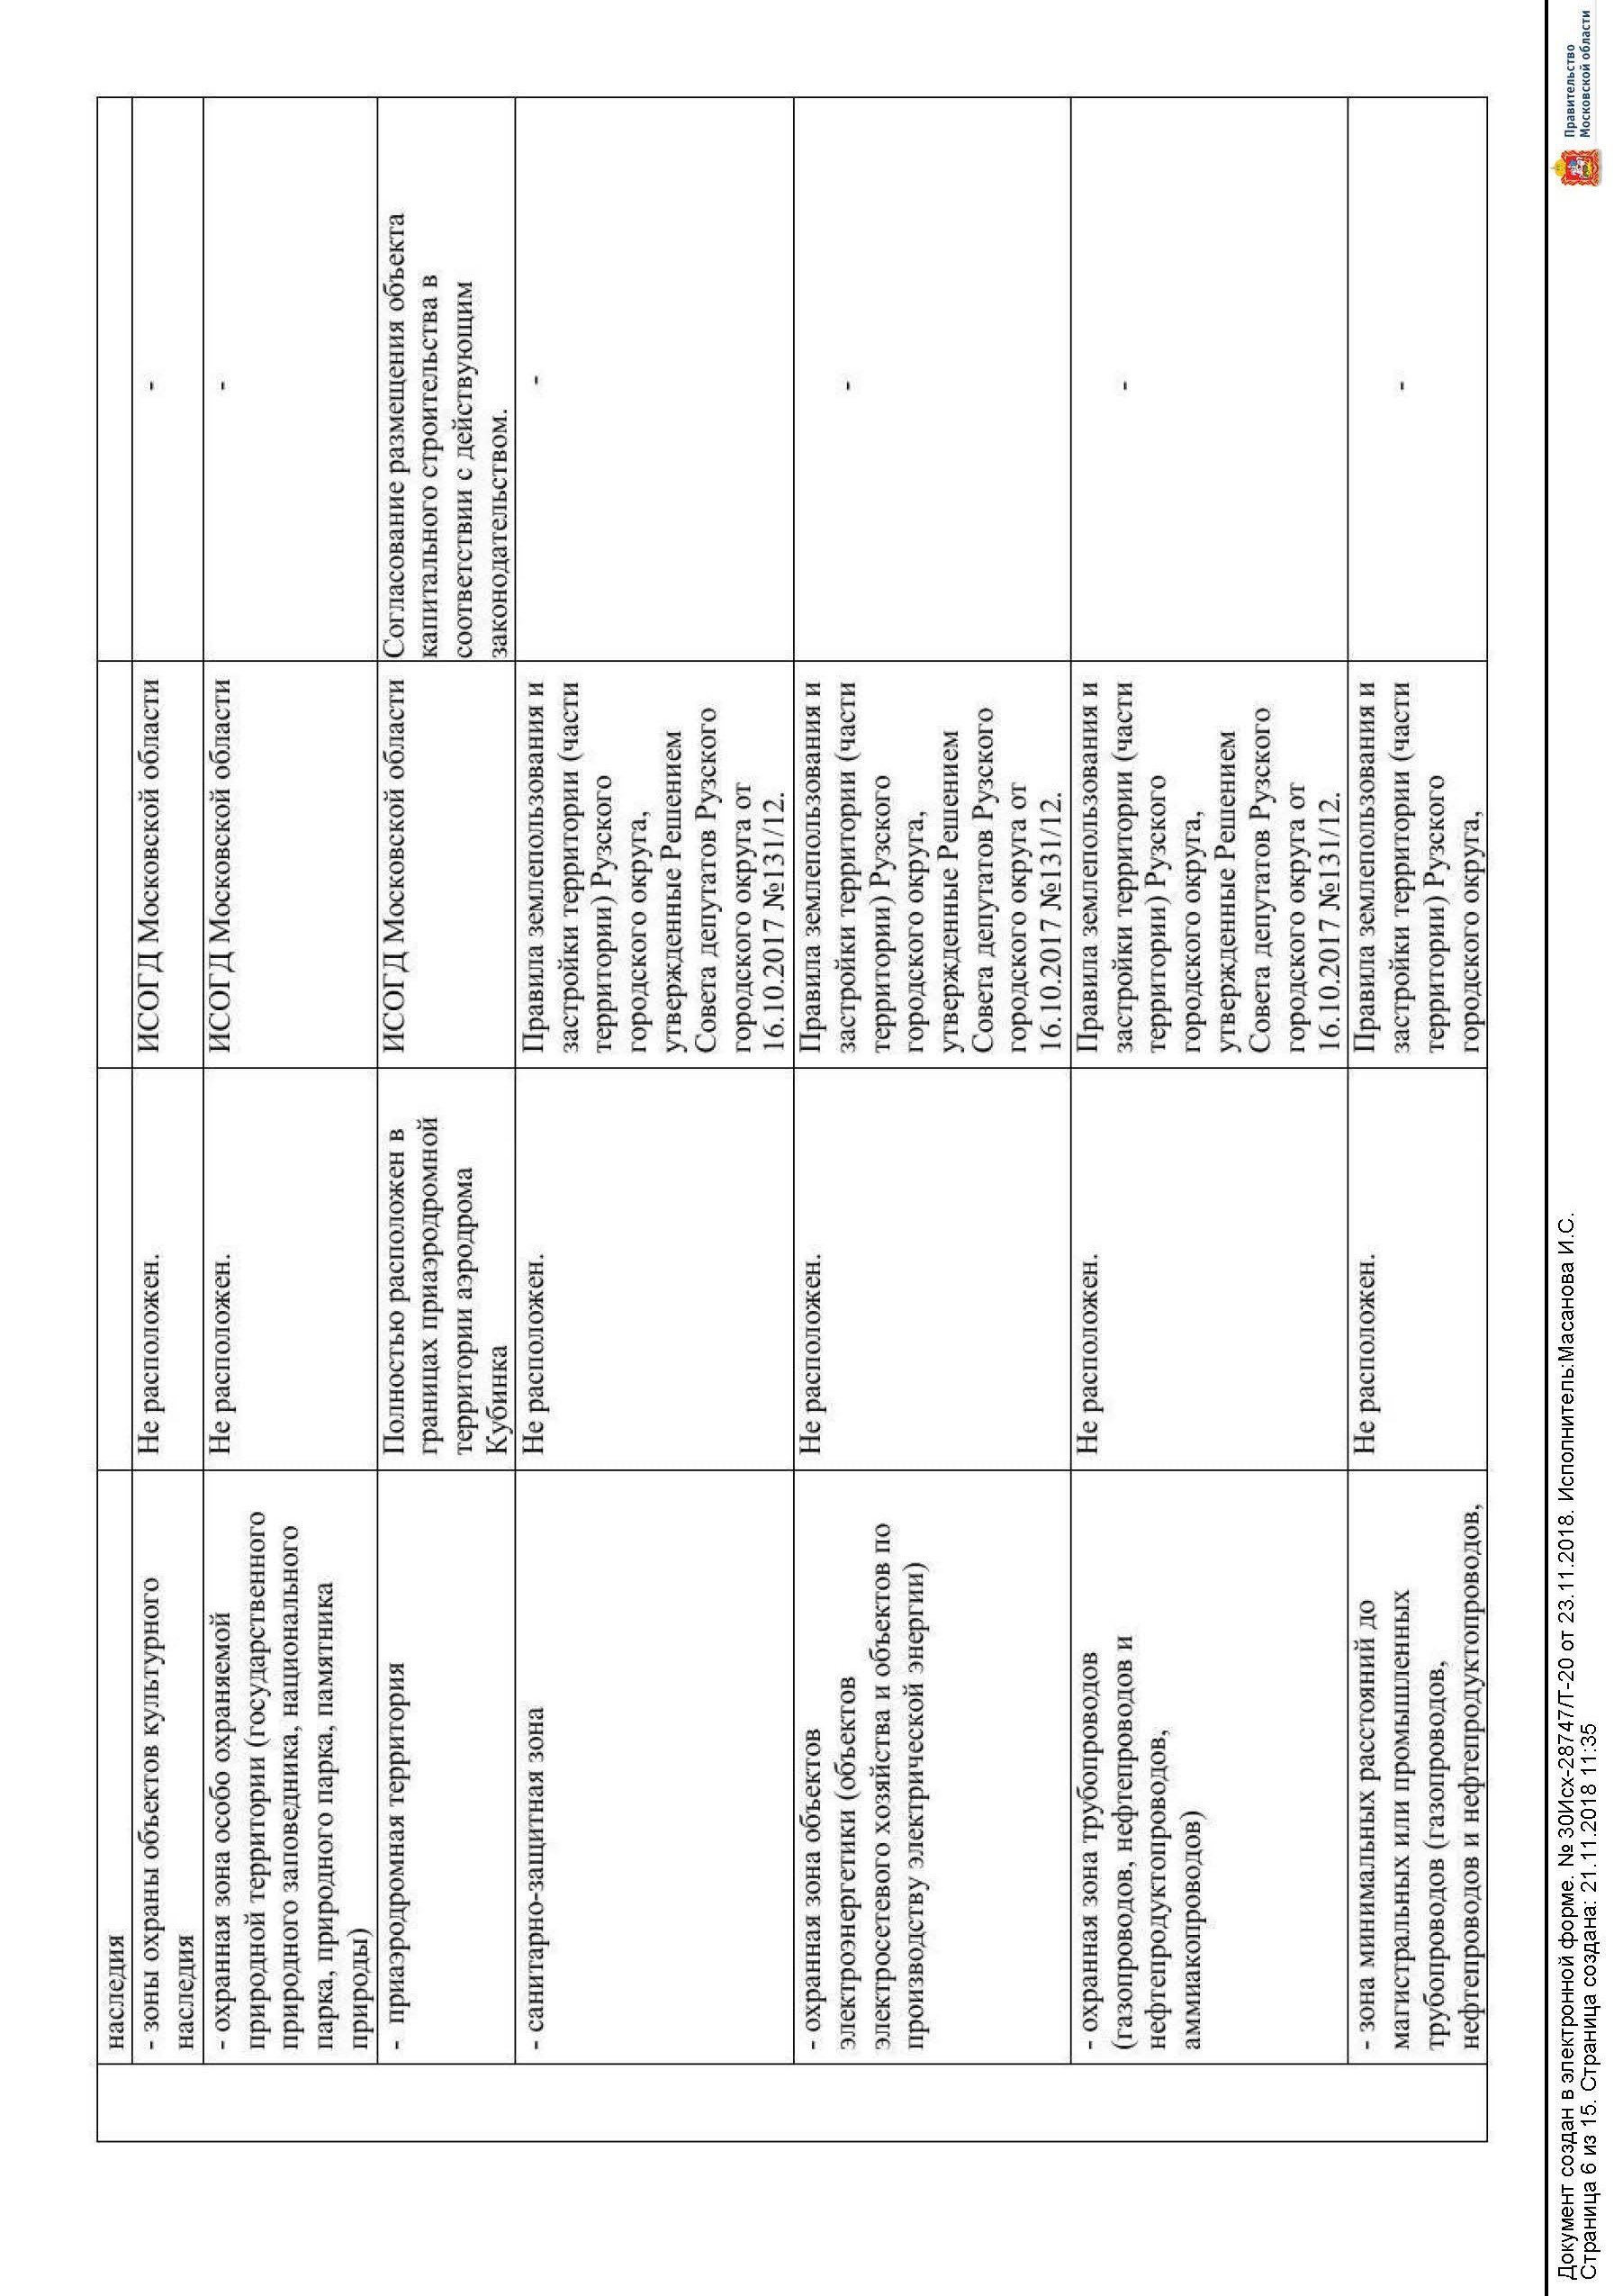 наследия
- зоны охраны объектов культурного
наследия
Не расположен.
ИСОГД Московской области
-
- охранная зона особо охраняемой
природной территории (государственного
природного заповедника, национального
парка, природного парка, памятника
природы)
Не расположен.
ИСОГД Московской области
-
- приаэродромная территория
Полностью расположен в
границах приаэродромной
территории аэродрома
Кубинка
ИСОГД Московской области
Согласование размещения объекта
капитального строительства в
соответствии с действующим
законодательством.
- санитарно-защитная зона
Не расположен.
Правила землепользования и
застройки территории (части
территории) Рузского
городского округа,
утвержденные Решением
Совета депутатов Рузского
городского округа от
16.10.2017 №131/12.
-
- охранная зона объектов
электроэнергетики (объектов
электросетевого хозяйства и объектов по
производству электрической энергии)
Не расположен.
Правила землепользования и
застройки территории (части
территории) Рузского
городского округа,
утвержденные Решением
Совета депутатов Рузского
городского округа от
16.10.2017 №131/12.
-
- охранная зона трубопроводов
(газопроводов, нефтепроводов и
нефтепродуктопроводов,
аммиакопроводов)
Не расположен.
Правила землепользования и
застройки территории (части
территории) Рузского
городского округа,
утвержденные Решением
Совета депутатов Рузского
городского округа от
16.10.2017 №131/12.
-
- зона минимальных расстояний до
магистральных или промышленных
трубопроводов (газопроводов,
нефтепроводов и нефтепродуктопроводов,
Не расположен.
Правила землепользования и
застройки территории (части
территории) Рузского
городского округа,
-
Документ создан в электронной форме. № 30Исх-28747/Т-20 от 23.11.2018. Исполнитель:Масанова И.С.
Страница 6 из 15. Страница создана: 21.11.2018 11:35
Правительство
Московской области